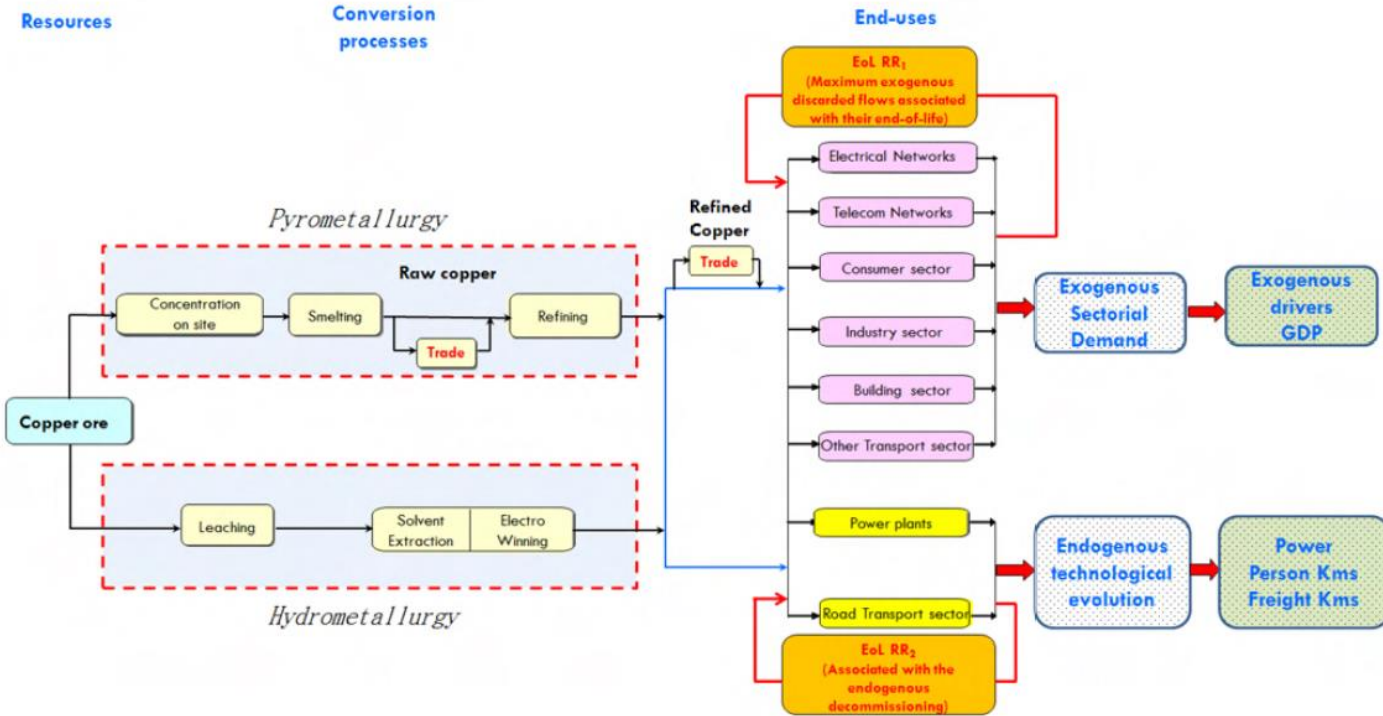 Resources
Conversion
processes
End-uses
EoL RR₁
(Maximum exogenous
discarded flows associated
with their end-of-life)
Electrical Networks
Telecom Networks
Consumer sector
Industry sector
Building sector
Other Transport sector
Power plants
Road Transport sector
EoL RR₂
(Associated with the
endogenous
decommissioning)
Pyrometallurgy
Raw copper
Concentration
on site
Smelting
Trade
Refining
Refined
Copper
Trade
Copper ore
Leaching
Solvent
Extraction
Electro
Winning
Hydrometallurgy
Exogenous
Sectorial
Demand
Exogenous
drivers
GDP
Endogenous
technological
evolution
Power
Person Kms
Freight Kms